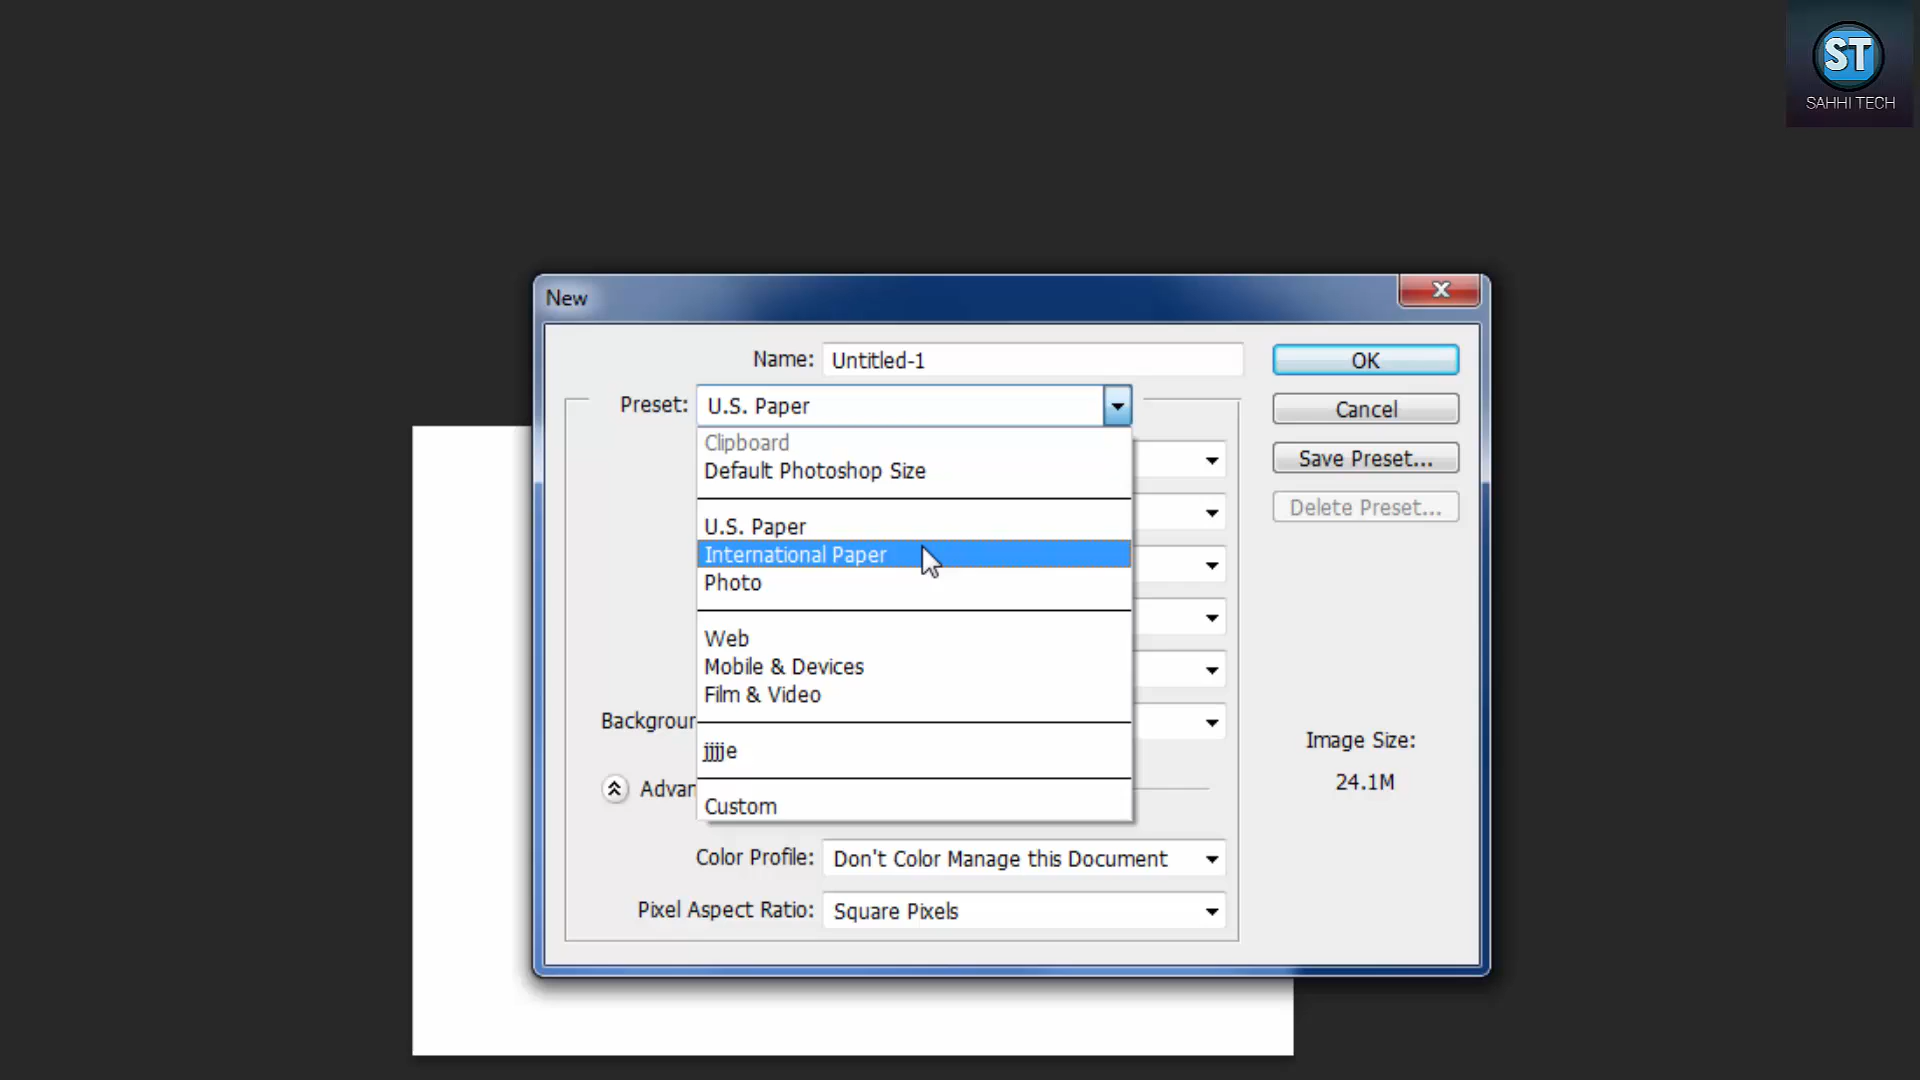 ST
SAHHI TECH
New
X
Name: Untitled-1
OK
Preset: U.S. Paper
Cancel
Clipboard
Default Photoshop Size
Save Preset...
Delete Preset...
U.S. Paper
International Paper
Photo
Web
Mobile & Devices
Film & Video
Backgroun
jjjje
Image Size:
24.1M
Advan
Custom
Color Profile: Don't Color Manage this Document
Pixel Aspect Ratio: Square Pixels